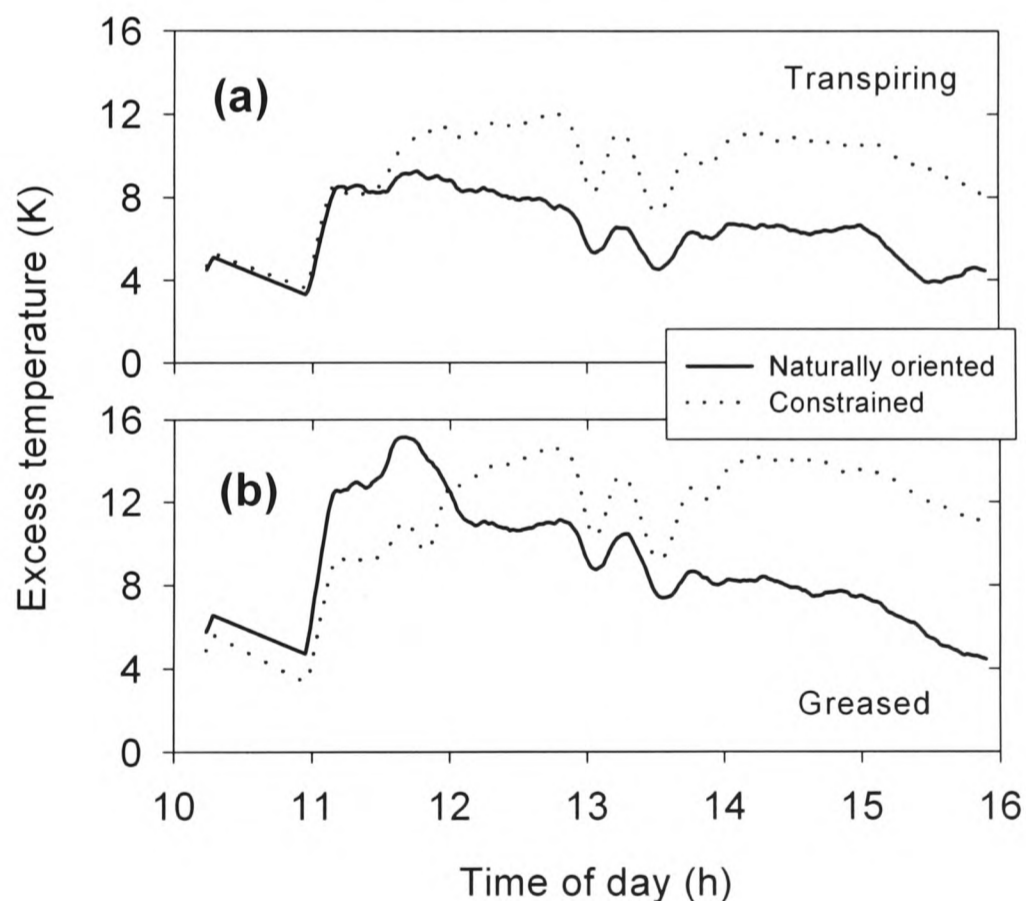 16
12
8
4
0
(a)
Transpiring
Excess temperature (K)
Naturally oriented
Constrained
16
12
8
4
0
(b)
Greased
10 11 12 13 14 15 16
Time of day (h)